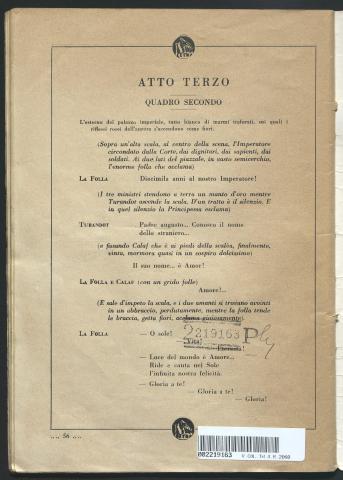 ATTO TERZO
QUADRO SECONDO
L'esterno del palazzo imperiale, tutto bianco di marmi traforati, sui quali i
riflessi rossi dell'aurora s'accendono come fiori.
(Sopra un'alta scala, al centro della scena, l'Imperatore
circondato dalla Corte, dai dignitari, dai sapienti, dai
soldati. Ai due lati del piazzale, in vasto semicerchio,
l'enorme folla che acclama)
LA FOLLA Diecimila anni al nostro Imperatore!
(I tre ministri stendono a terra un manto d'oro mentre
Turandot ascende la scala. D'un tratto è il silenzio. E
in quel silenzio la Principessa esclama)
TURANDOT Padre augusto... Conosco il nome
dello straniero...
(e fissando Calaf che è ai piedi della scalèa, finalmente,
vinta, mormora quasi in un sospiro dolcissimo)
Il suo nome... è Amor!
LA FOLLA E CALAF (con un grido folle)
Amore!...
(E sale d'impeto la scala, e i due amanti si trovano avvinti
in un abbraccio, perdutamente, mentre la folla tende
le braccia, getta fiori, acclama gioiosamente).
LA FOLLA — O sole!
2219163 Ply
Vita!
Eternità!
— Luce del mondo è Amore...
Ride e canta nel Sole
l'infinita nostra felicità.
— Gloria a te!
— Gloria a te!
— Gloria!
.... 56 ....
002219163